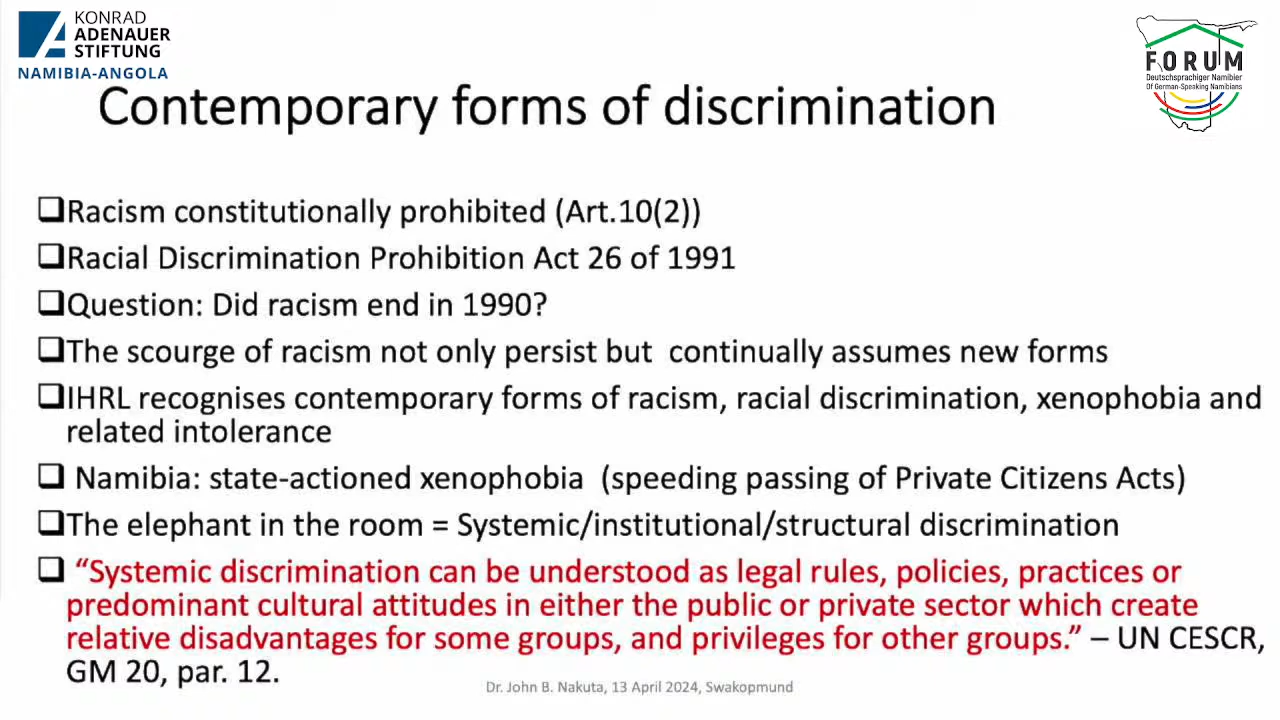 KONRAD
ADENAUER
STIFTUNG
NAMIBIA-ANGOLA
FORUM
Deutschsprachiger Namibier
Of German-Speaking Namibians
Contemporary forms of discrimination
❑Racism constitutionally prohibited (Art.10(2))
❑Racial Discrimination Prohibition Act 26 of 1991
❑Question: Did racism end in 1990?
❑The scourge of racism not only persist but continually assumes new forms
❑IHRL recognises contemporary forms of racism, racial discrimination, xenophobia and
related intolerance
❑ Namibia: state-actioned xenophobia (speeding passing of Private Citizens Acts)
❑The elephant in the room = Systemic/institutional/structural discrimination
❑ “Systemic discrimination can be understood as legal rules, policies, practices or
predominant cultural attitudes in either the public or private sector which create
relative disadvantages for some groups, and privileges for other groups.” – UN CESCR,
GM 20, par. 12.
Dr. John B. Nakuta, 13 April 2024, Swakopmund